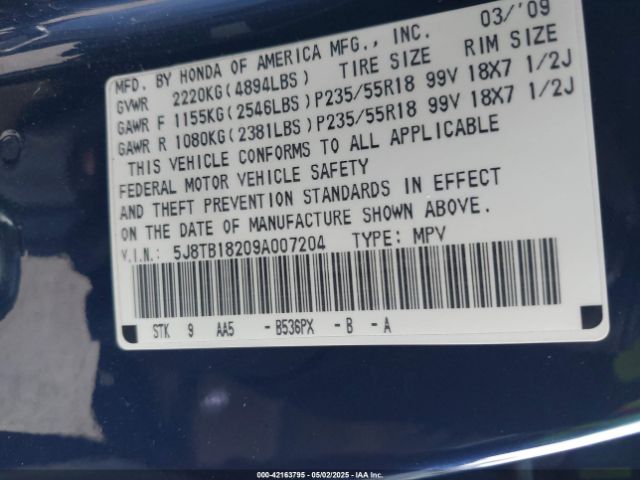 MFD. BY HONDA OF AMERICA MFG., INC. 03/'09
GVWR 2220KG(4894LBS) TIRE SIZE RIM SIZE
GAWR F 1155KG(2546LBS)P235/55R18 99V 18X7 1/2J
GAWR R 1080KG(2381LBS)P235/55R18 99V 18X7 1/2J
THIS VEHICLE CONFORMS TO ALL APPLICABLE
FEDERAL MOTOR VEHICLE SAFETY
AND THEFT PREVENTION STANDARDS IN EFFECT
ON THE DATE OF MANUFACTURE SHOWN ABOVE.
V.I.N.: 5J8TB18209A007204 TYPE: MPV
STK 9 AA5 -B536PX -B -A
000-42163795 - 05/02/2025 - IAA Inc.